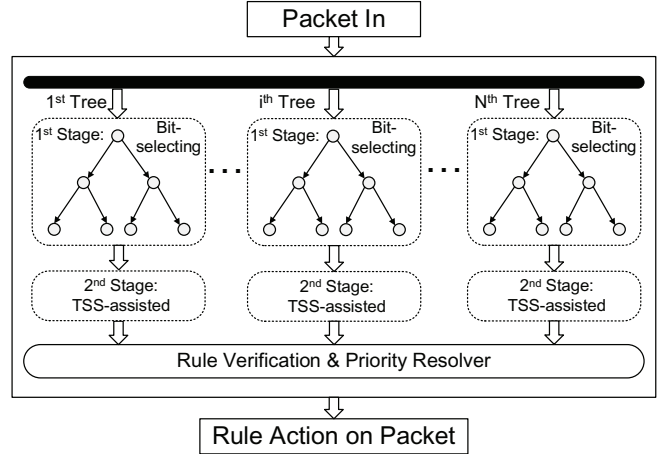 Packet In
1st Tree
ith Tree
Nth Tree
1st Stage:
Bit-
selecting
1st Stage:
Bit-
selecting
1st Stage:
Bit-
selecting
...
...
2nd Stage:
TSS-assisted
2nd Stage:
TSS-assisted
2nd Stage:
TSS-assisted
Rule Verification & Priority Resolver
Rule Action on Packet